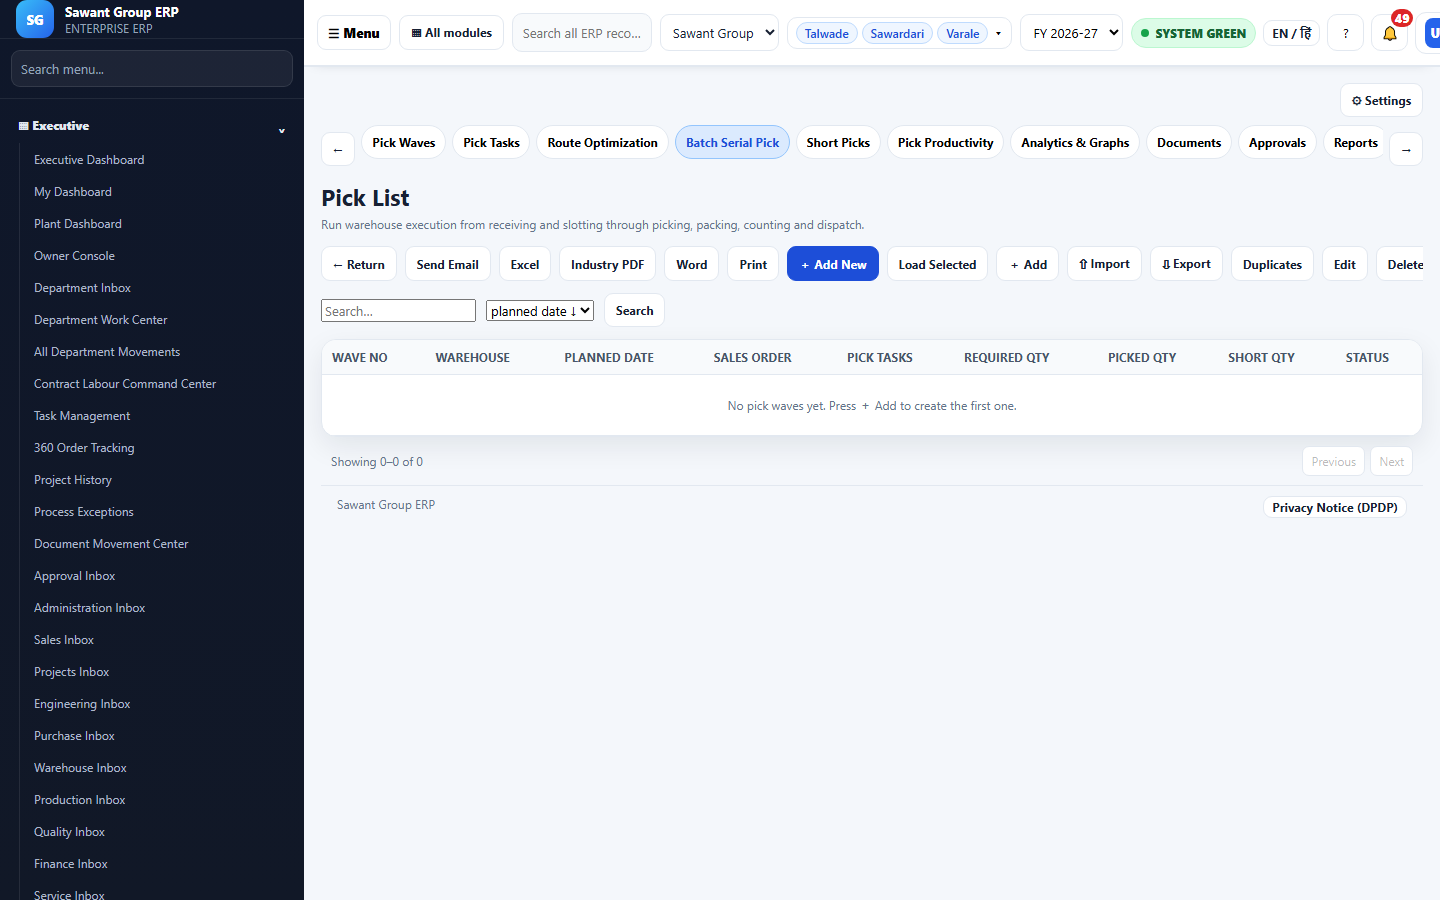 SG
Sawant Group ERP
ENTERPRISE ERP
Search menu...
Executive
Executive Dashboard
My Dashboard
Plant Dashboard
Owner Console
Department Inbox
Department Work Center
All Department Movements
Contract Labour Command Center
Task Management
360 Order Tracking
Project History
Process Exceptions
Document Movement Center
Approval Inbox
Administration Inbox
Sales Inbox
Projects Inbox
Engineering Inbox
Purchase Inbox
Warehouse Inbox
Production Inbox
Quality Inbox
Finance Inbox
Service Inbox
☰ Menu All modules Search all ERP reco... Sawant Group Talwade Sawardari Varale FY 2026-27 SYSTEM GREEN EN / हिं ? 49 U
⚙ Settings
← Pick Waves Pick Tasks Route Optimization Batch Serial Pick Short Picks Pick Productivity Analytics & Graphs Documents Approvals Reports →
Pick List
Run warehouse execution from receiving and slotting through picking, packing, counting and dispatch.
← Return Send Email Excel Industry PDF Word Print + Add New Load Selected + Add ⇧ Import ⇩ Export Duplicates Edit Delete
Search... planned date ↓ Search
WAVE NO WAREHOUSE PLANNED DATE SALES ORDER PICK TASKS REQUIRED QTY PICKED QTY SHORT QTY STATUS
No pick waves yet. Press + Add to create the first one.
Showing 0–0 of 0 Previous Next
Sawant Group ERP Privacy Notice (DPDP)